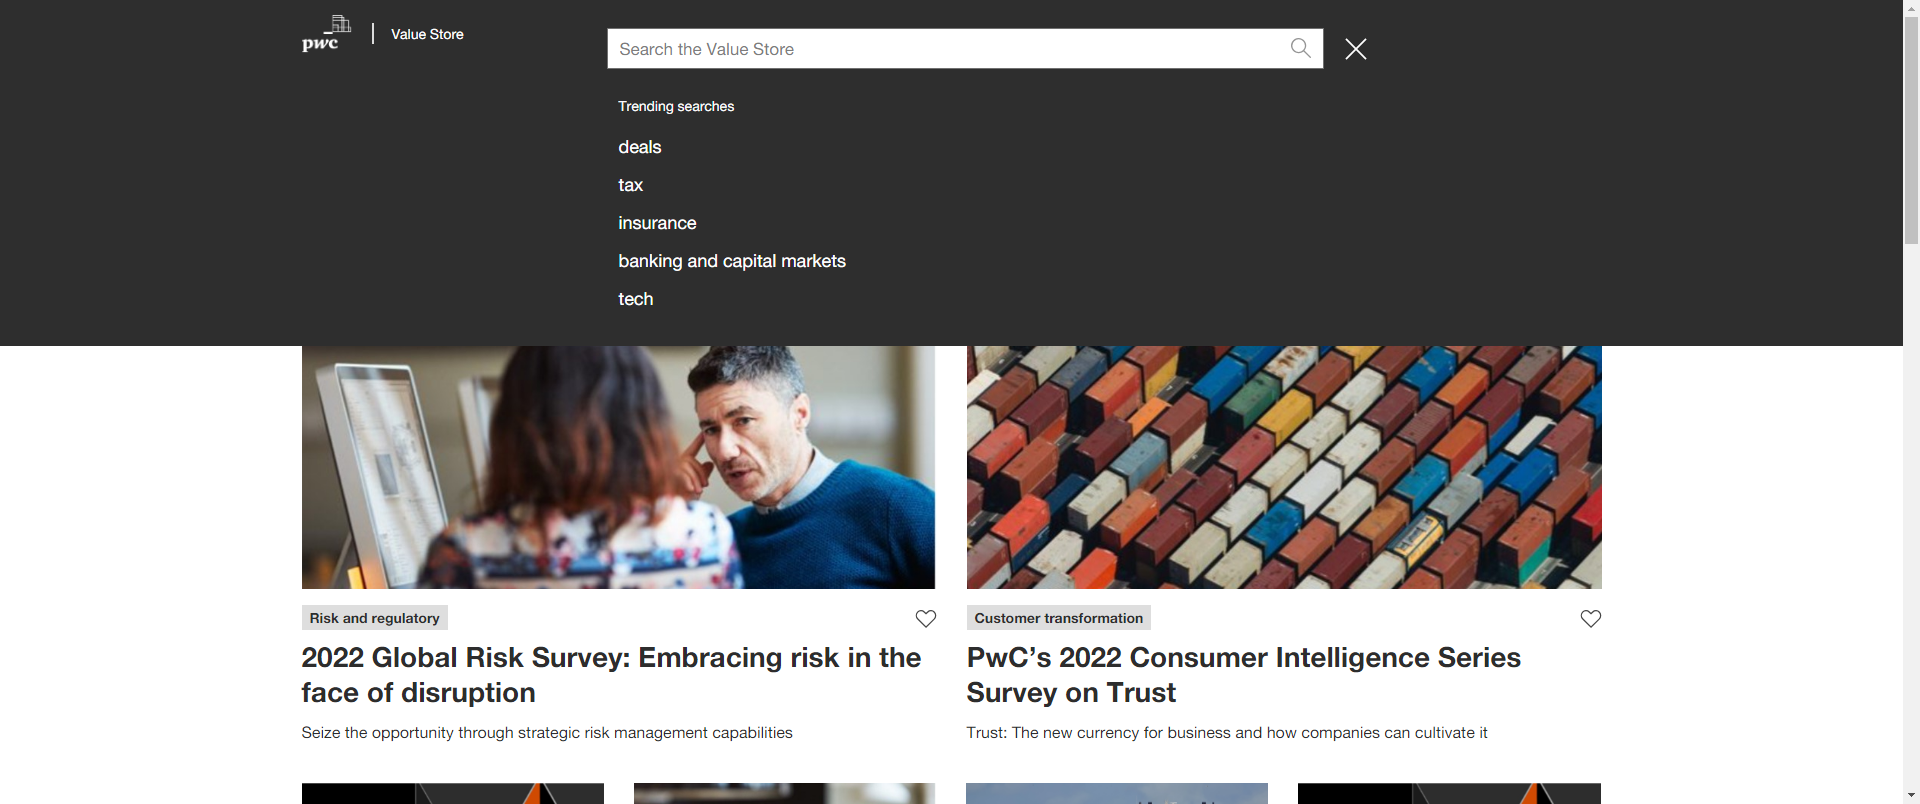 pwc
Value Store
Search the Value Store
Trending searches
deals
tax
insurance
banking and capital markets
tech
Risk and regulatory
2022 Global Risk Survey: Embracing risk in the
face of disruption
Seize the opportunity through strategic risk management capabilities
Customer transformation
PwC’s 2022 Consumer Intelligence Series
Survey on Trust
Trust: The new currency for business and how companies can cultivate it